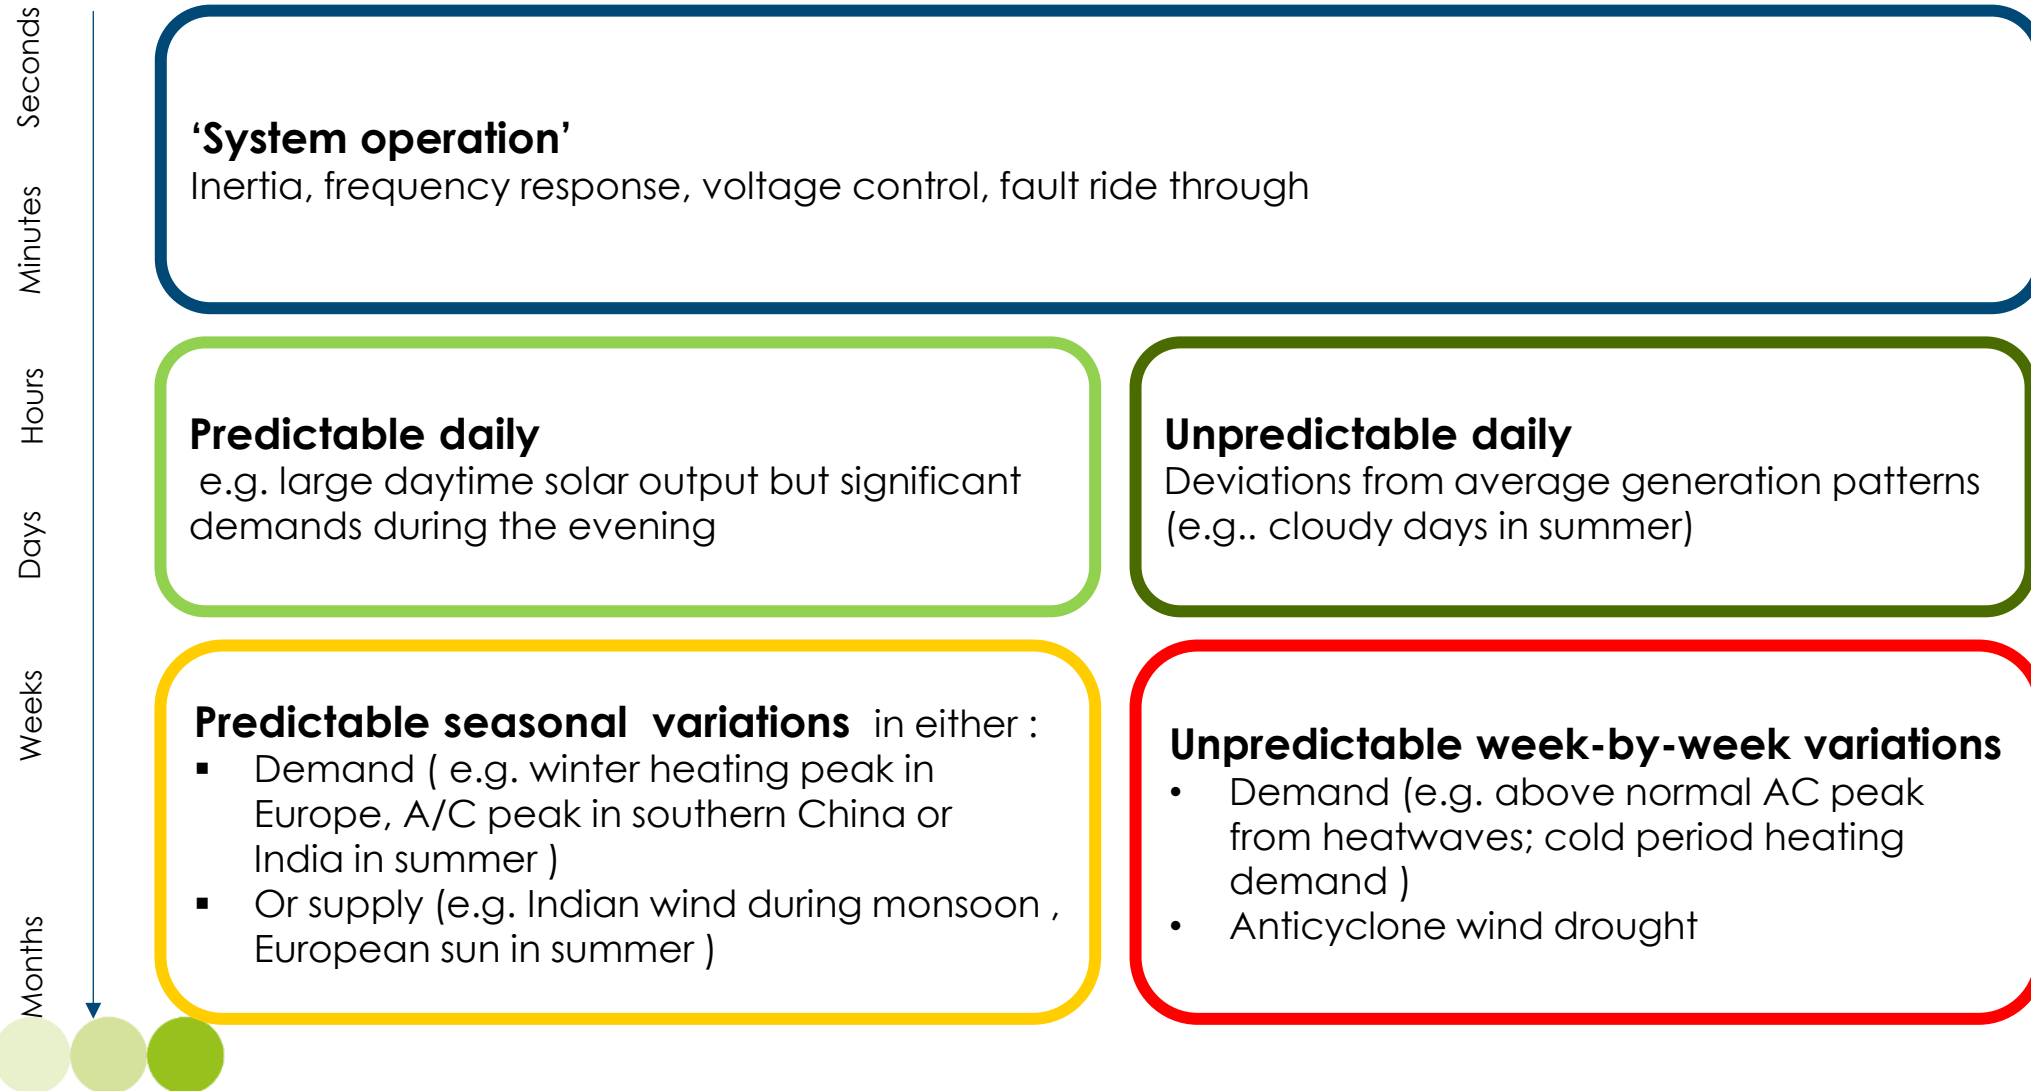 Seconds
Minutes
Hours
Days
Weeks
Months
‘System operation’
Inertia, frequency response, voltage control, fault ride through
Predictable daily
e.g. large daytime solar output but significant
demands during the evening
Unpredictable daily
Deviations from average generation patterns
(e.g.. cloudy days in summer)
Predictable seasonal  variations  in either :
▪ Demand ( e.g. winter heating peak in
Europe, A/C peak in southern China or
India in summer )
▪ Or supply (e.g. Indian wind during monsoon ,
European sun in summer )
Unpredictable week-by-week variations
• Demand (e.g. above normal AC peak
from heatwaves; cold period heating
demand )
• Anticyclone wind drought